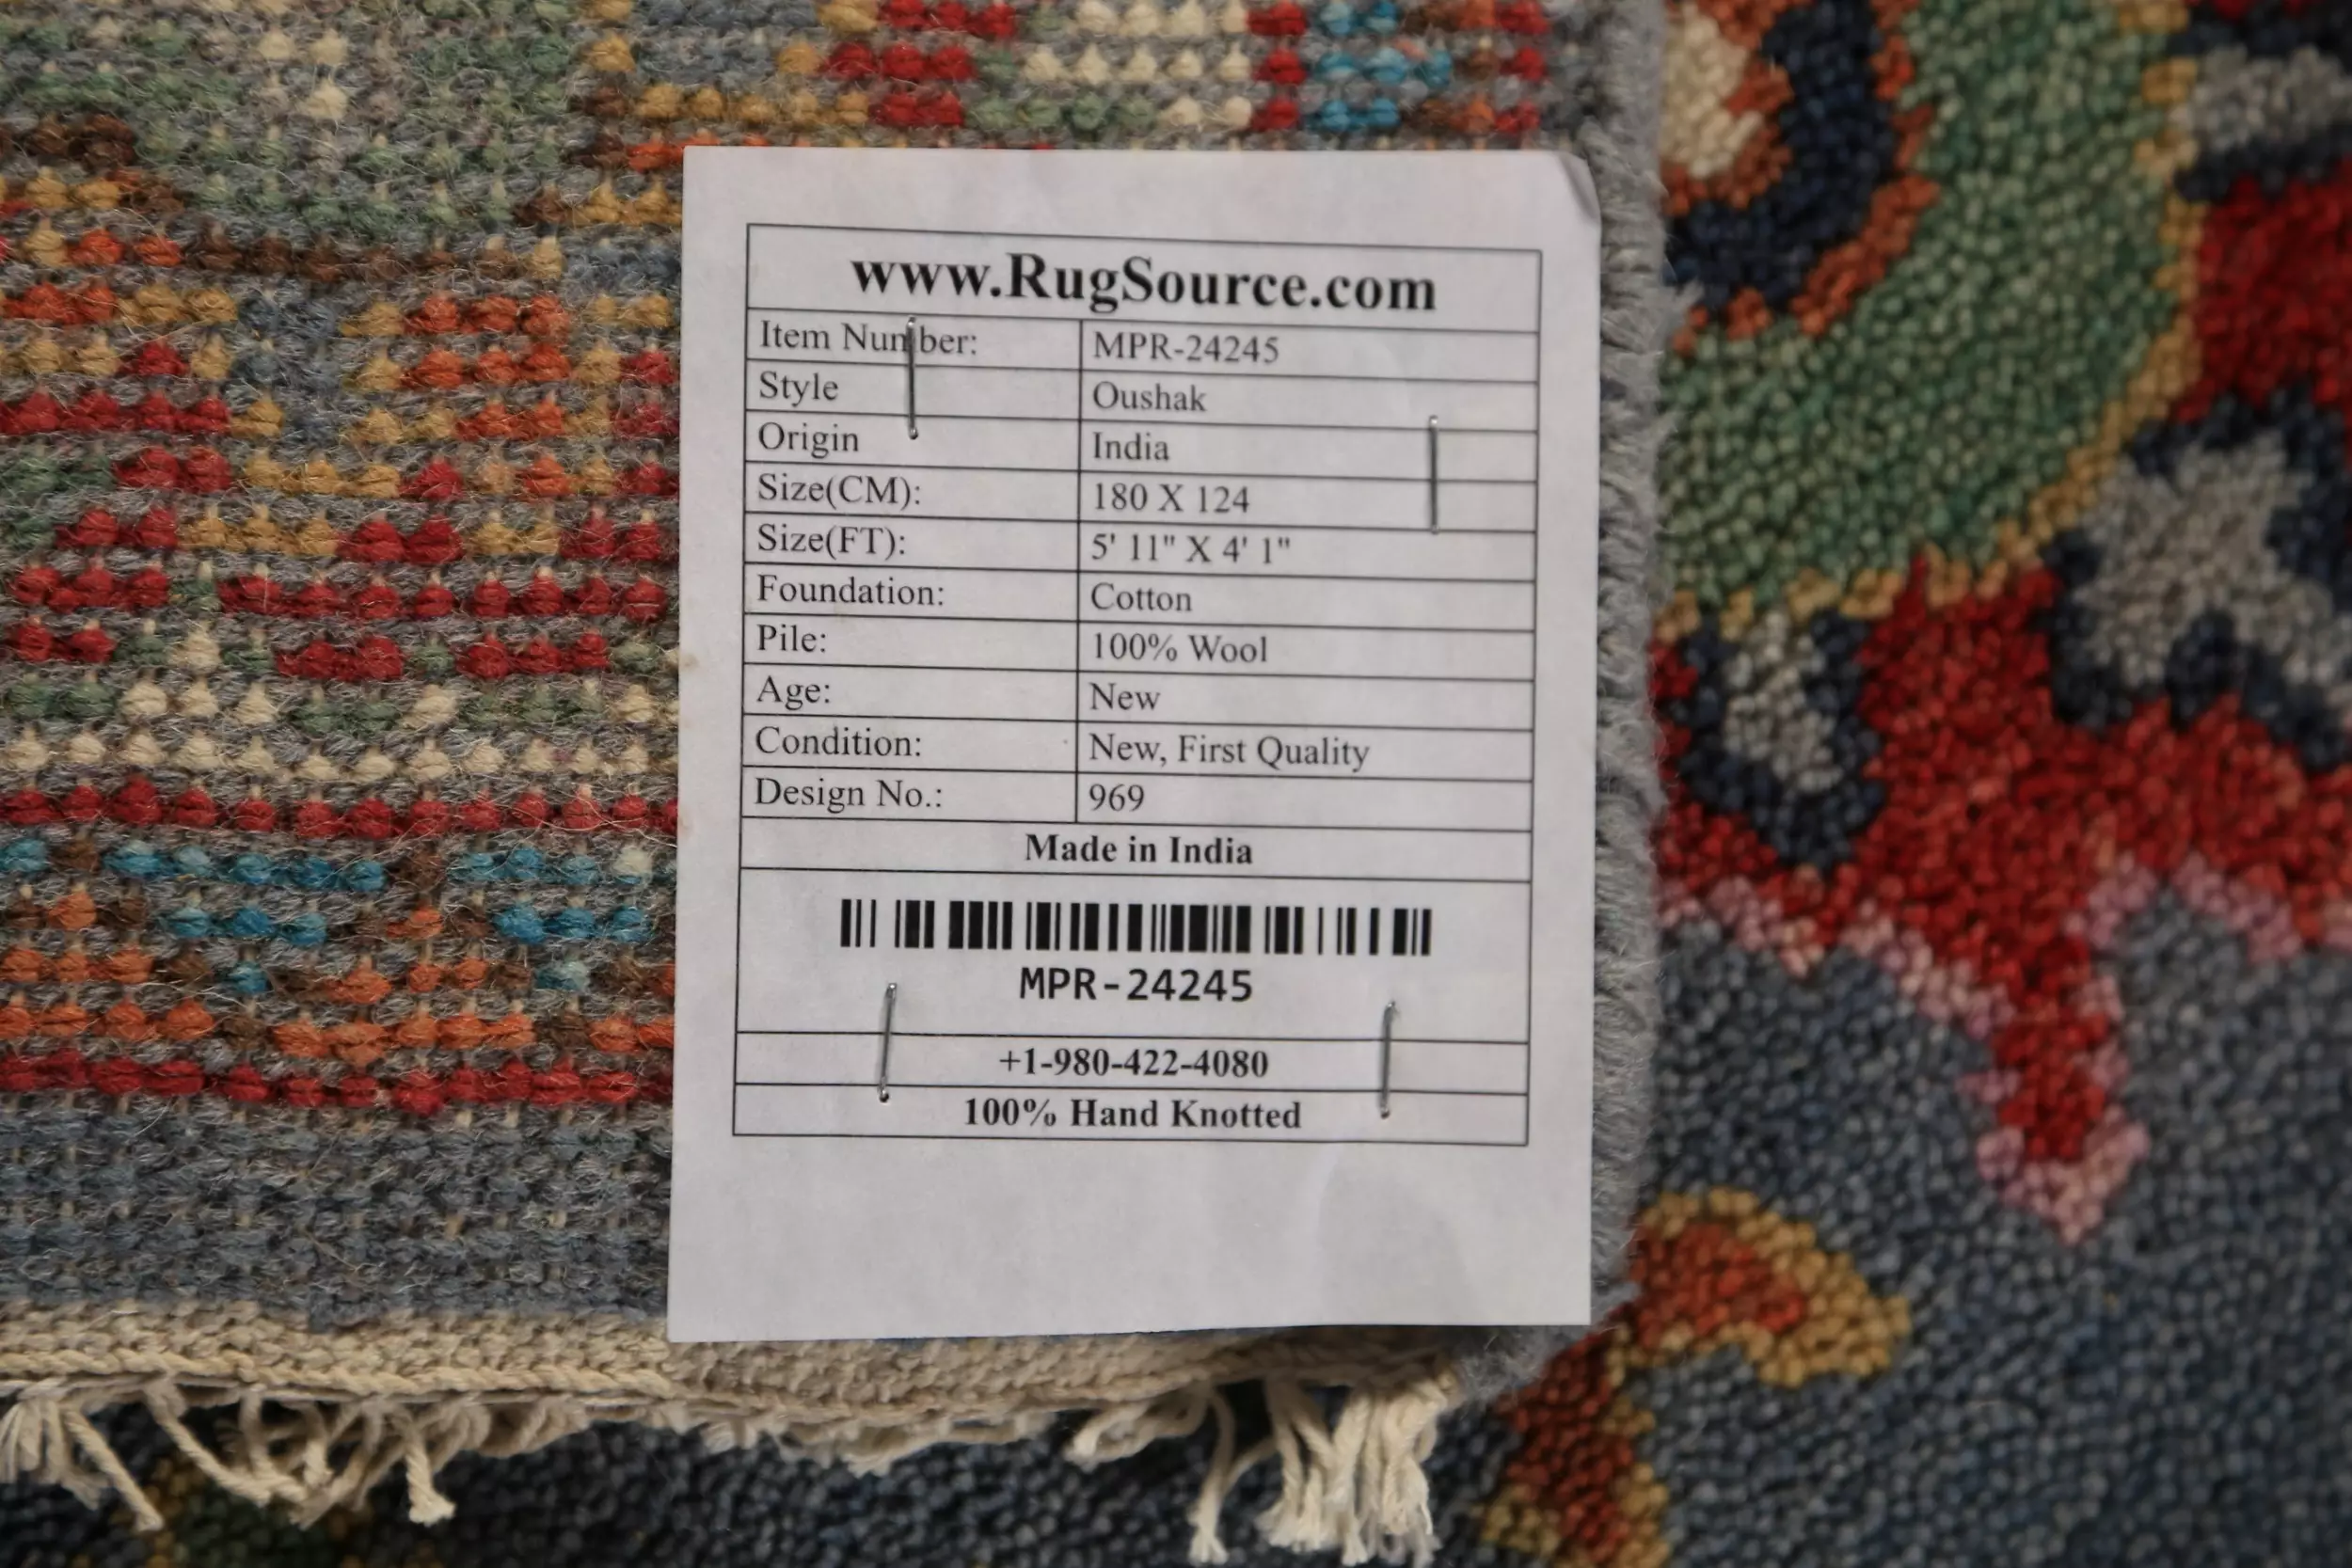 www.RugSource.com
Item Number: MPR-24245
Style Oushak
Origin India
Size(CM): 180 X 124
Size(FT): 5' 11" X 4' 1"
Foundation: Cotton
Pile: 100% Wool
Age: New
Condition: New, First Quality
Design No.: 969
Made in India
MPR-24245
+1-980-422-4080
100% Hand Knotted